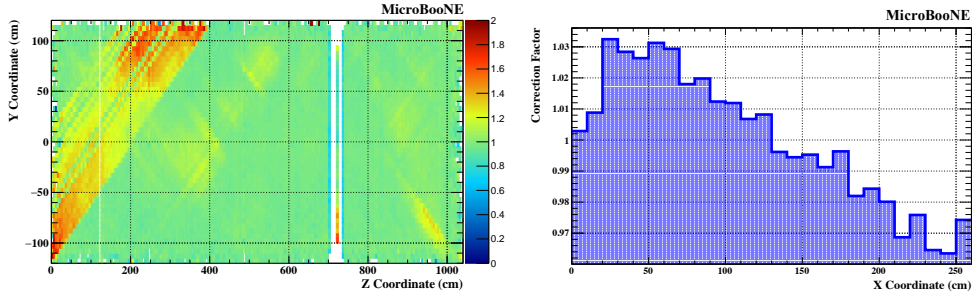 MicroBooNE
Y Coordinate (cm)
100
50
0
−50
−100
0 200 400 600 800 1000
Z Coordinate (cm)
2
1.8
1.6
1.4
1.2
1
0.8
0.6
0.4
0.2
0
MicroBooNE
Correction Factor
1.03
1.02
1.01
1
0.99
0.98
0.97
0 50 100 150 200 250
X Coordinate (cm)